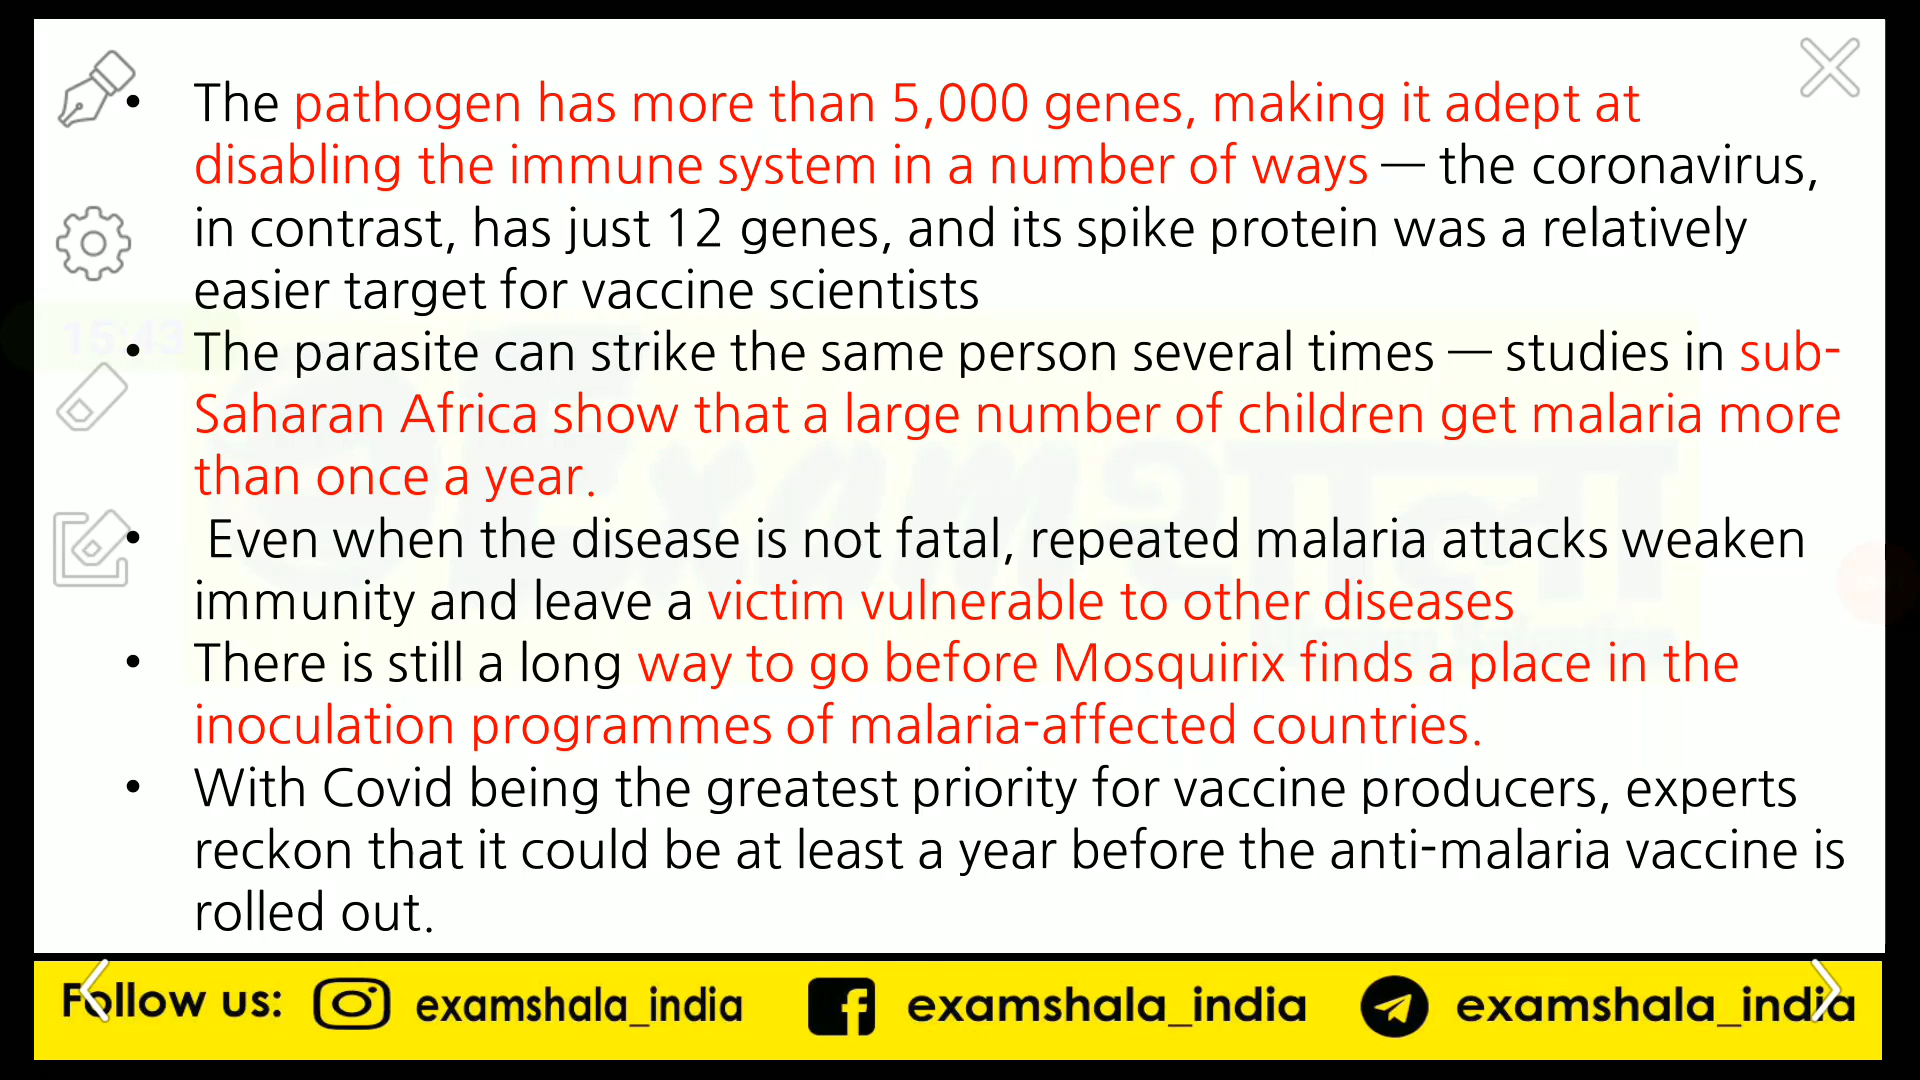 • The pathogen has more than 5,000 genes, making it adept at
disabling the immune system in a number of ways — the coronavirus,
in contrast, has just 12 genes, and its spike protein was a relatively
easier target for vaccine scientists
15:43
• The parasite can strike the same person several times — studies in sub-
Saharan Africa show that a large number of children get malaria more
than once a year.
• Even when the disease is not fatal, repeated malaria attacks weaken
immunity and leave a victim vulnerable to other diseases
• There is still a long way to go before Mosquirix finds a place in the
inoculation programmes of malaria-affected countries.
• With Covid being the greatest priority for vaccine producers, experts
reckon that it could be at least a year before the anti-malaria vaccine is
rolled out.
Examशाला
Follow us: examshala_india examshala_india examshala_india